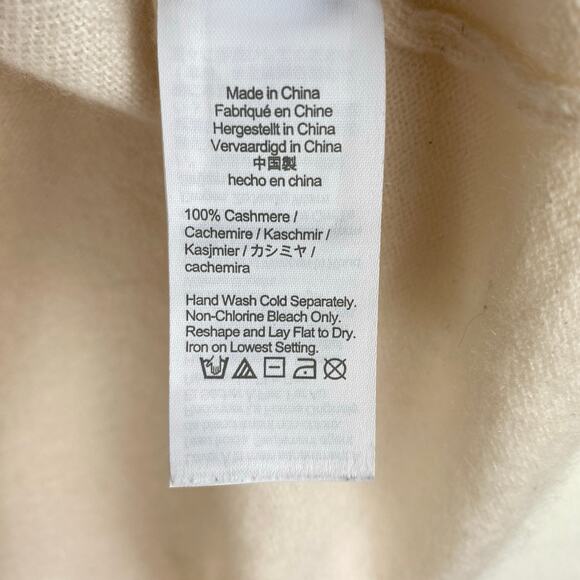 Made in China
Fabriqué en Chine
Hergestellt in China
Vervaardigd in China
中国製
hecho en china
100% Cashmere /
Cachemire / Kaschmir /
Kasjmier / カシミヤ /
cachemira
Hand Wash Cold Separately.
Non-Chlorine Bleach Only.
Reshape and Lay Flat to Dry.
Iron on Lowest Setting.